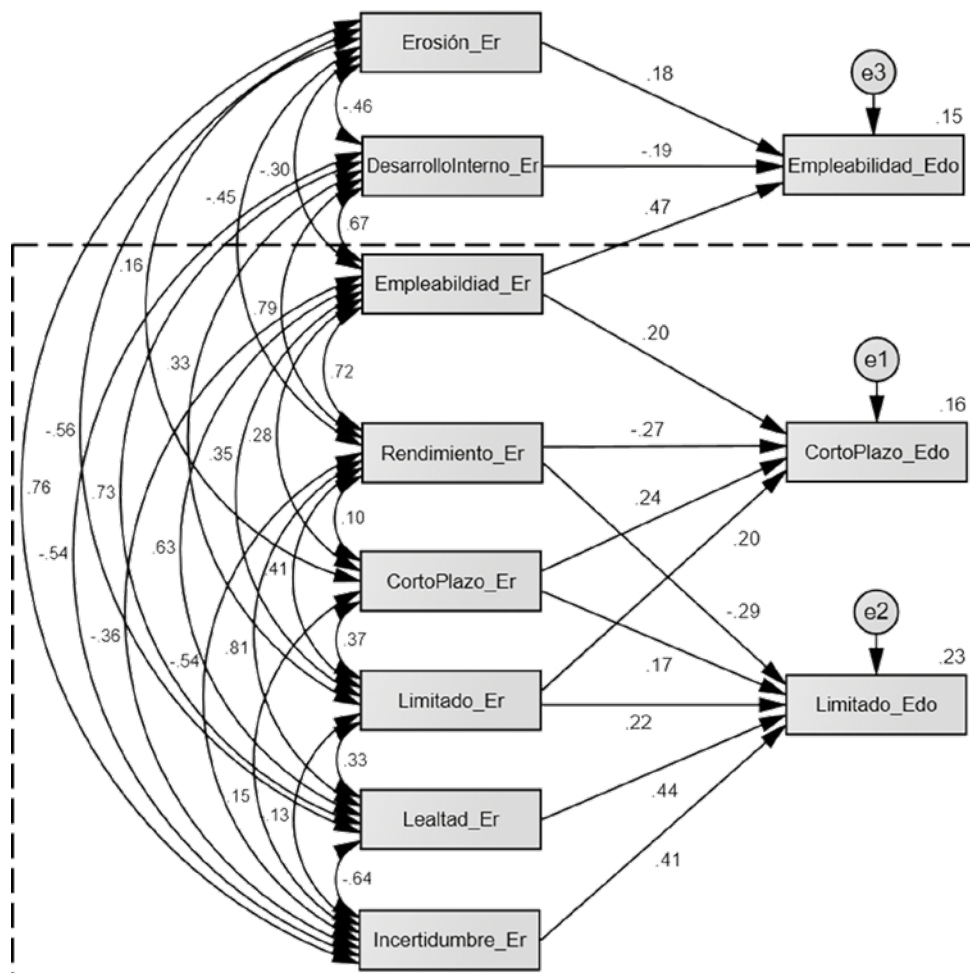 Erosión_Er
e3
.18
.15
-.46
DesarrolloInterno_Er
-.19
Empleabilidad_Edo
-.30
-.45
.47
.67
.16
Empleabildiad_Er
.79
.20
.33
.72
e1
.16
-.56
.28
Rendimiento_Er
-.27
CortoPlazo_Edo
.35
.76
.73
.24
.10
.20
-.54
.63
.41
CortoPlazo_Er
-.29
e2
-.36
-.54
.81
.37
.17
.23
Limitado_Er
Limitado_Edo
.22
.33
.15
-.13
Lealtad_Er
.44
.41
-.64
Incertidumbre_Er